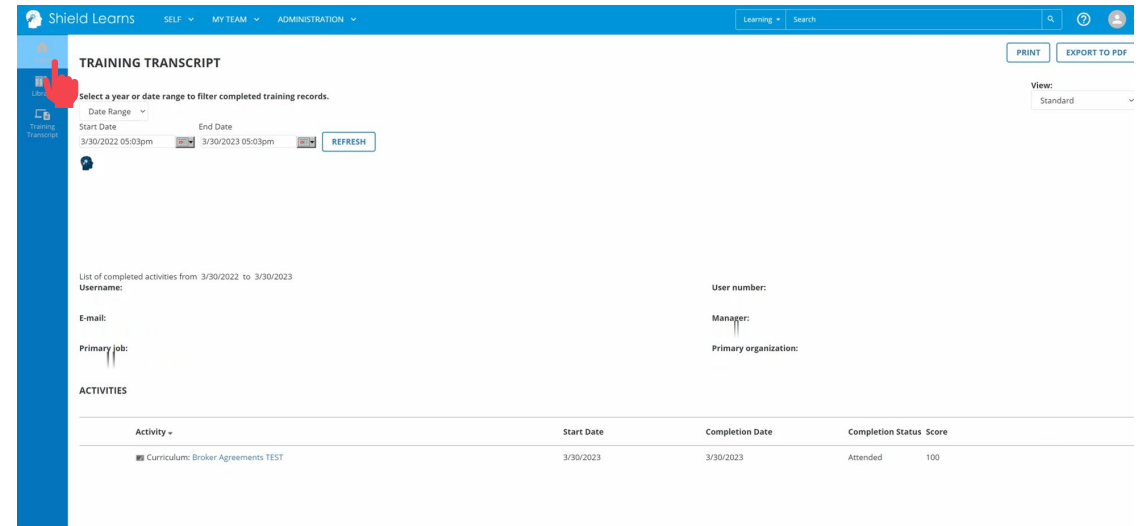 Shield Learns SELF MY TEAM ADMINISTRATION Learning Search
PRINT EXPORT TO PDF
TRAINING TRANSCRIPT
View:
Standard
Select a year or date range to filter completed training records.
Date Range
Start Date End Date
3/30/2022 05:03pm 3/30/2023 05:03pm REFRESH
Training
Transcript
List of completed activities from 3/30/2022 to 3/30/2023
Username: User number:
E-mail: Manager:
Primary job: Primary organization:
ACTIVITIES
Activity Start Date Completion Date Completion Status Score
Curriculum: Broker Agreements TEST 3/30/2023 3/30/2023 Attended 100